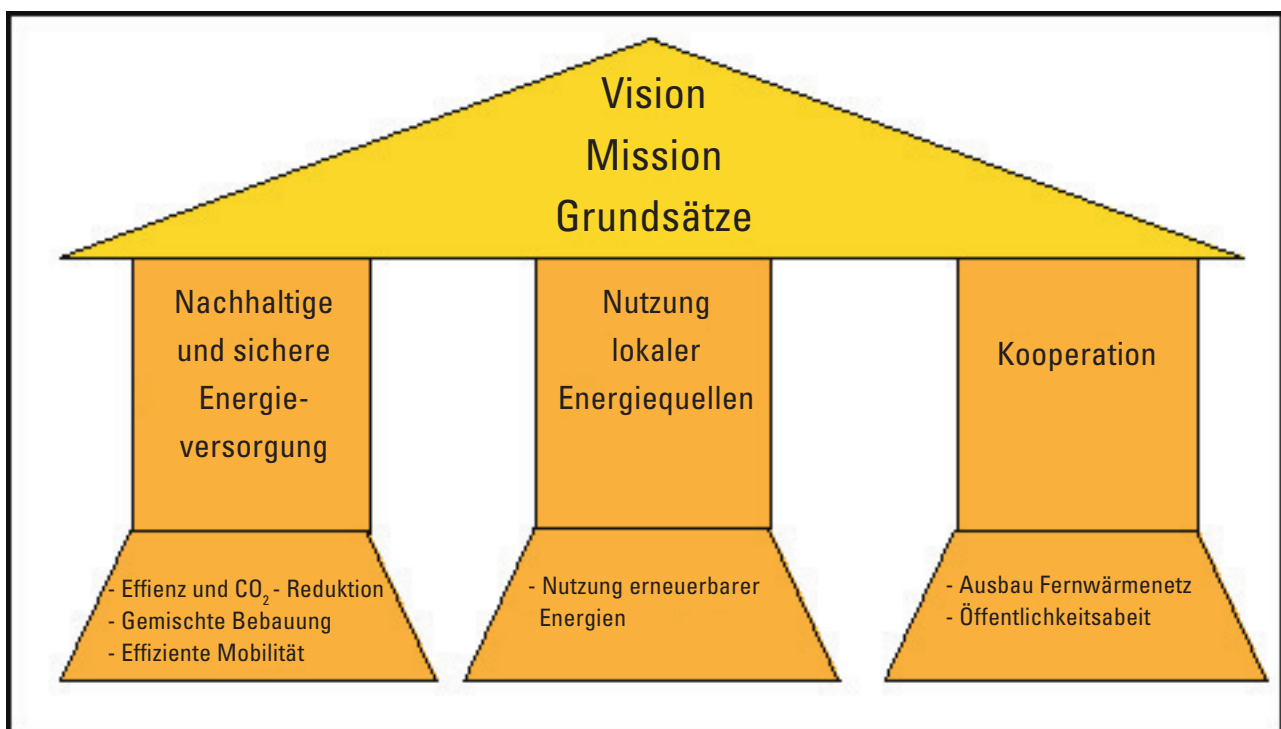 Vision
Mission
Grundsätze
Nachhaltige
und sichere
Energie-
versorgung
Nutzung
lokaler
Energiequellen
Kooperation
- Effienz und CO₂ - Reduktion
- Gemischte Bebauung
- Effiziente Mobilität
- Nutzung erneuerbarer
Energien
- Ausbau Fernwärmenetz
- Öffentlichkeitsabeit